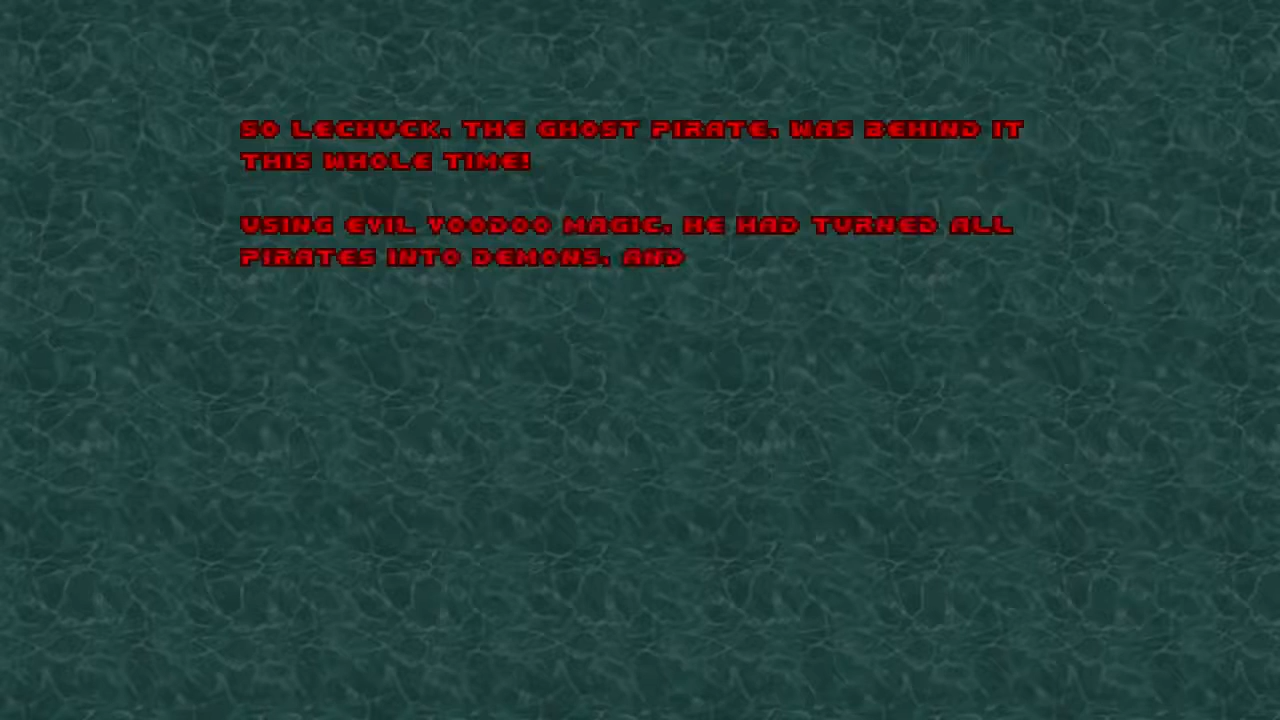 SO LECHUCK, THE GHOST PIRATE, WAS BEHIND IT
THIS WHOLE TIME!
USING EVIL VOODOO MAGIC, HE HAD TURNED ALL
PIRATES INTO DEMONS, AND